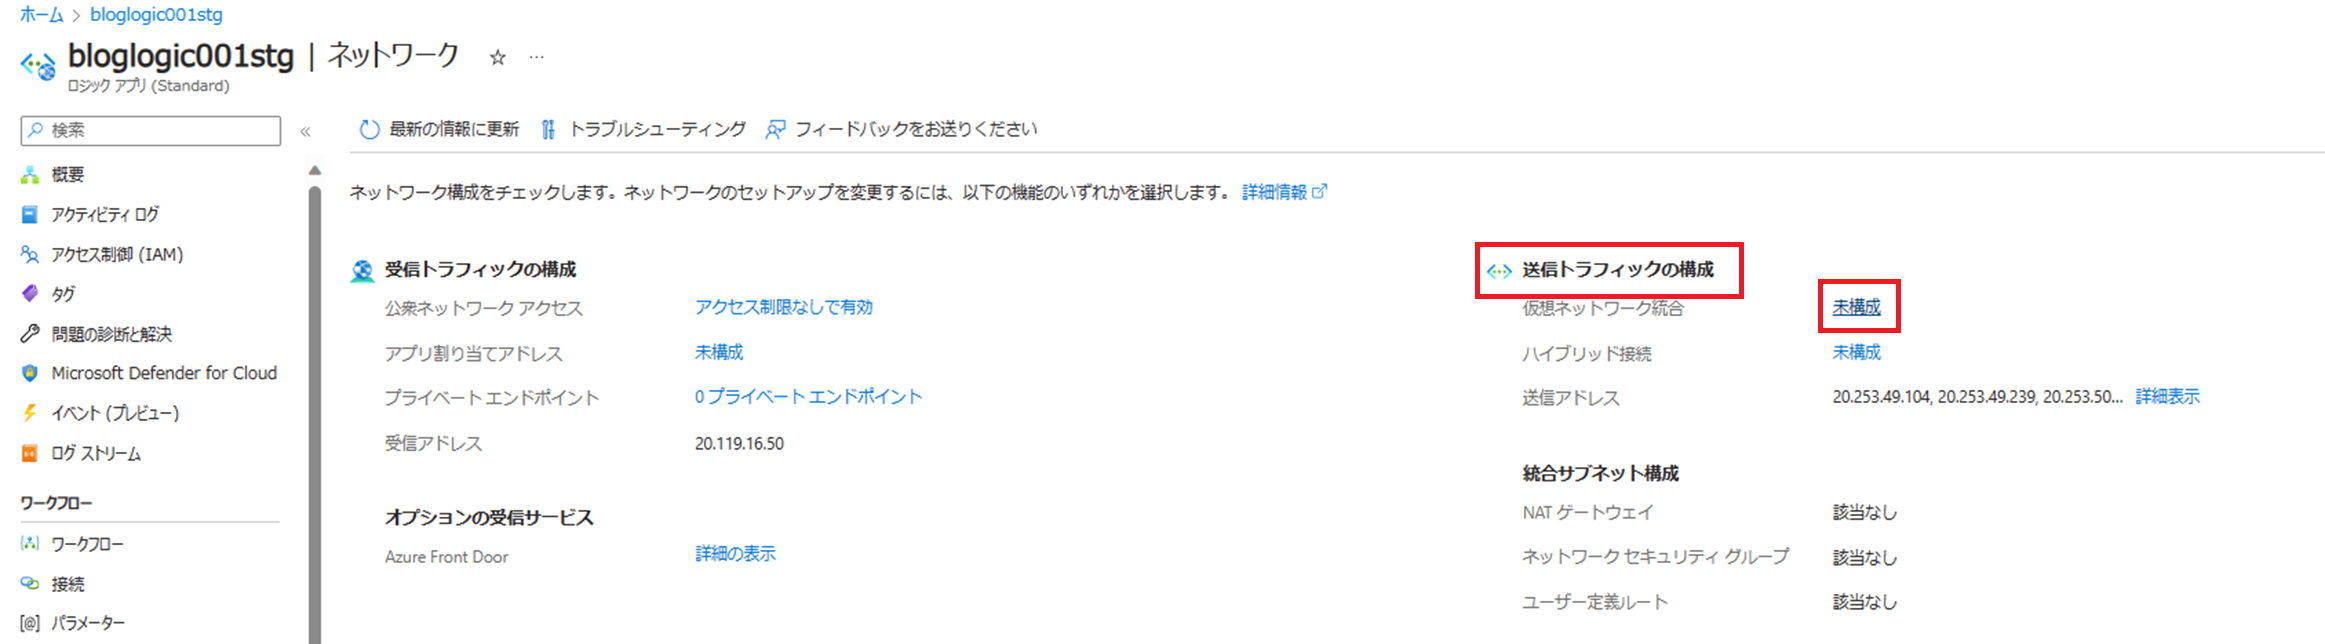 ホーム > bloglogic001stg
bloglogic001stg | ネットワーク ☆ …
ロジック アプリ (Standard)
検索 «
概要
アクティビティ ログ
アクセス制御 (IAM)
タグ
問題の診断と解決
Microsoft Defender for Cloud
イベント (プレビュー)
ログ ストリーム
ワークフロー
ワークフロー
接続
[@] パラメーター
最新の情報に更新 トラブルシューティング フィードバックをお送りください
ネットワーク構成をチェックします。ネットワークのセットアップを変更するには、以下の機能のいずれかを選択します。 詳細情報
受信トラフィックの構成
公衆ネットワーク アクセス アクセス制限なしで有効
アプリ割り当てアドレス 未構成
プライベート エンドポイント 0 プライベート エンドポイント
受信アドレス 20.119.16.50
オプションの受信サービス
Azure Front Door 詳細の表示
送信トラフィックの構成
仮想ネットワーク統合 未構成
ハイブリッド接続 未構成
送信アドレス 20.253.49.104, 20.253.49.239, 20.253.50... 詳細表示
統合サブネット構成
NAT ゲートウェイ 該当なし
ネットワーク セキュリティ グループ 該当なし
ユーザー定義ルート 該当なし